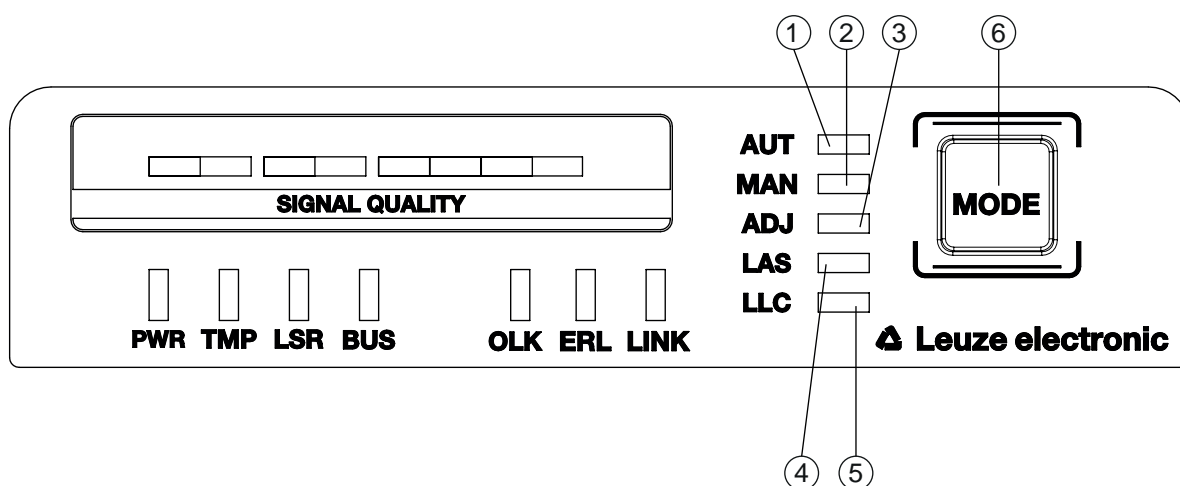 1 2 3 6
AUT
MAN
ADJ
LAS
LLC
MODE
SIGNAL QUALITY
PWR TMP LSR BUS OLK ERL LINK
Leuze electronic
4 5